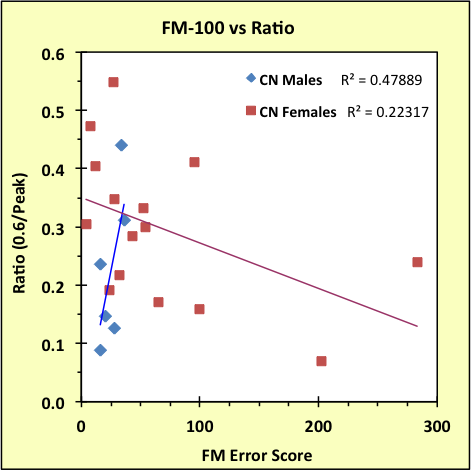 FM-100 vs Ratio
CN Males R² = 0.47889
CN Females R² = 0.22317
Ratio (0.6/Peak)
0.6
0.5
0.4
0.3
0.2
0.1
0.0
0 100 200 300
FM Error Score